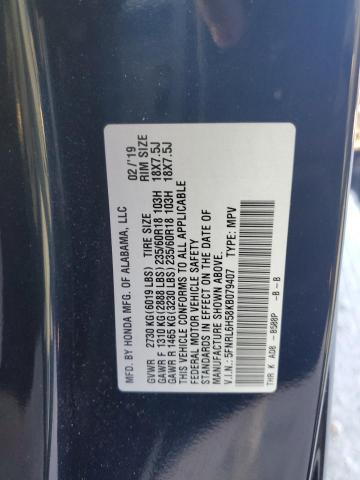 MFD. BY HONDA MFG. OF ALABAMA, LLC 02/'19
GVWR 2730 KG(6019 LBS) TIRE SIZE RIM SIZE
GAWR F 1310 KG(2888 LBS) 235/60R18 103H 18X7.5J
GAWR R 1465 KG(3230 LBS) 235/60R18 103H 18X7.5J
THIS VEHICLE CONFORMS TO ALL APPLICABLE
FEDERAL MOTOR VEHICLE SAFETY
STANDARDS IN EFFECT ON THE DATE OF
MANUFACTURE SHOWN ABOVE.
V.I.N.: 5FNRL6H58KB079407 TYPE: MPV
THR K A08 - B588P -B-B